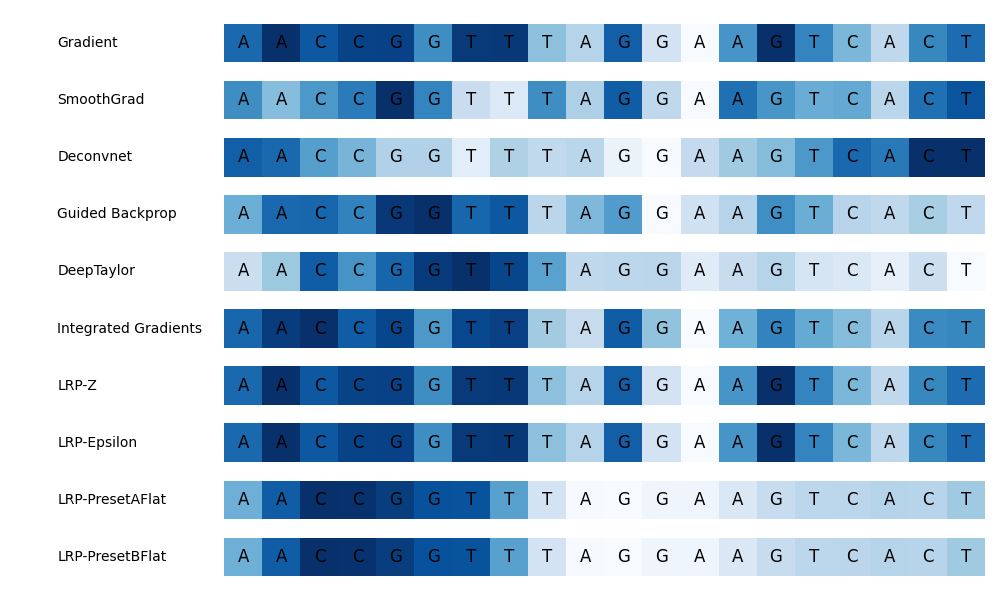 Gradient A A C C G G T T T A G G A A G T C A C T
SmoothGrad A A C C G G T T T A G G A A G T C A C T
Deconvnet A A C C G G T T T A G G A A G T C A C T
Guided Backprop A A C C G G T T T A G G A A G T C A C T
DeepTaylor A A C C G G T T T A G G A A G T C A C T
Integrated Gradients A A C C G G T T T A G G A A G T C A C T
LRP-Z A A C C G G T T T A G G A A G T C A C T
LRP-Epsilon A A C C G G T T T A G G A A G T C A C T
LRP-PresetAFlat A A C C G G T T T A G G A A G T C A C T
LRP-PresetBFlat A A C C G G T T T A G G A A G T C A C T